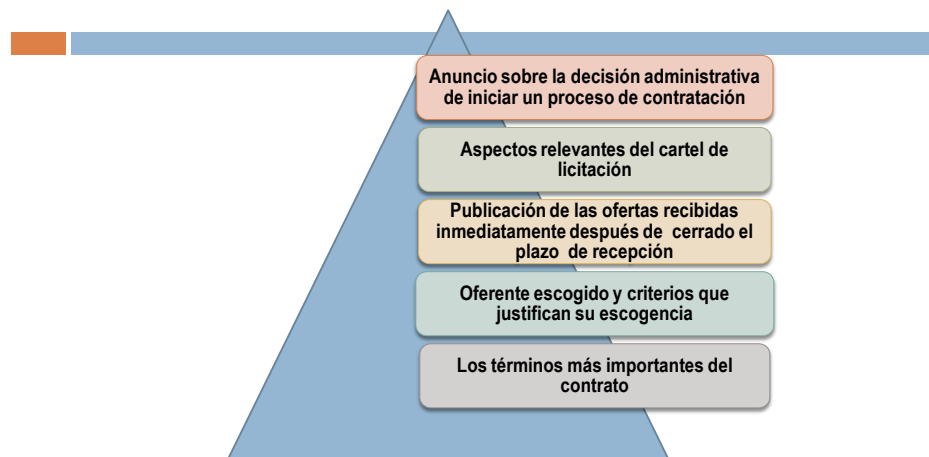 Anuncio sobre la decisión administrativa
de iniciar un proceso de contratación
Aspectos relevantes del cartel de
licitación
Publicación de las ofertas recibidas
inmediatamente después de cerrado el
plazo de recepción
Oferente escogido y criterios que
justifican su escogencia
Los términos más importantes del
contrato